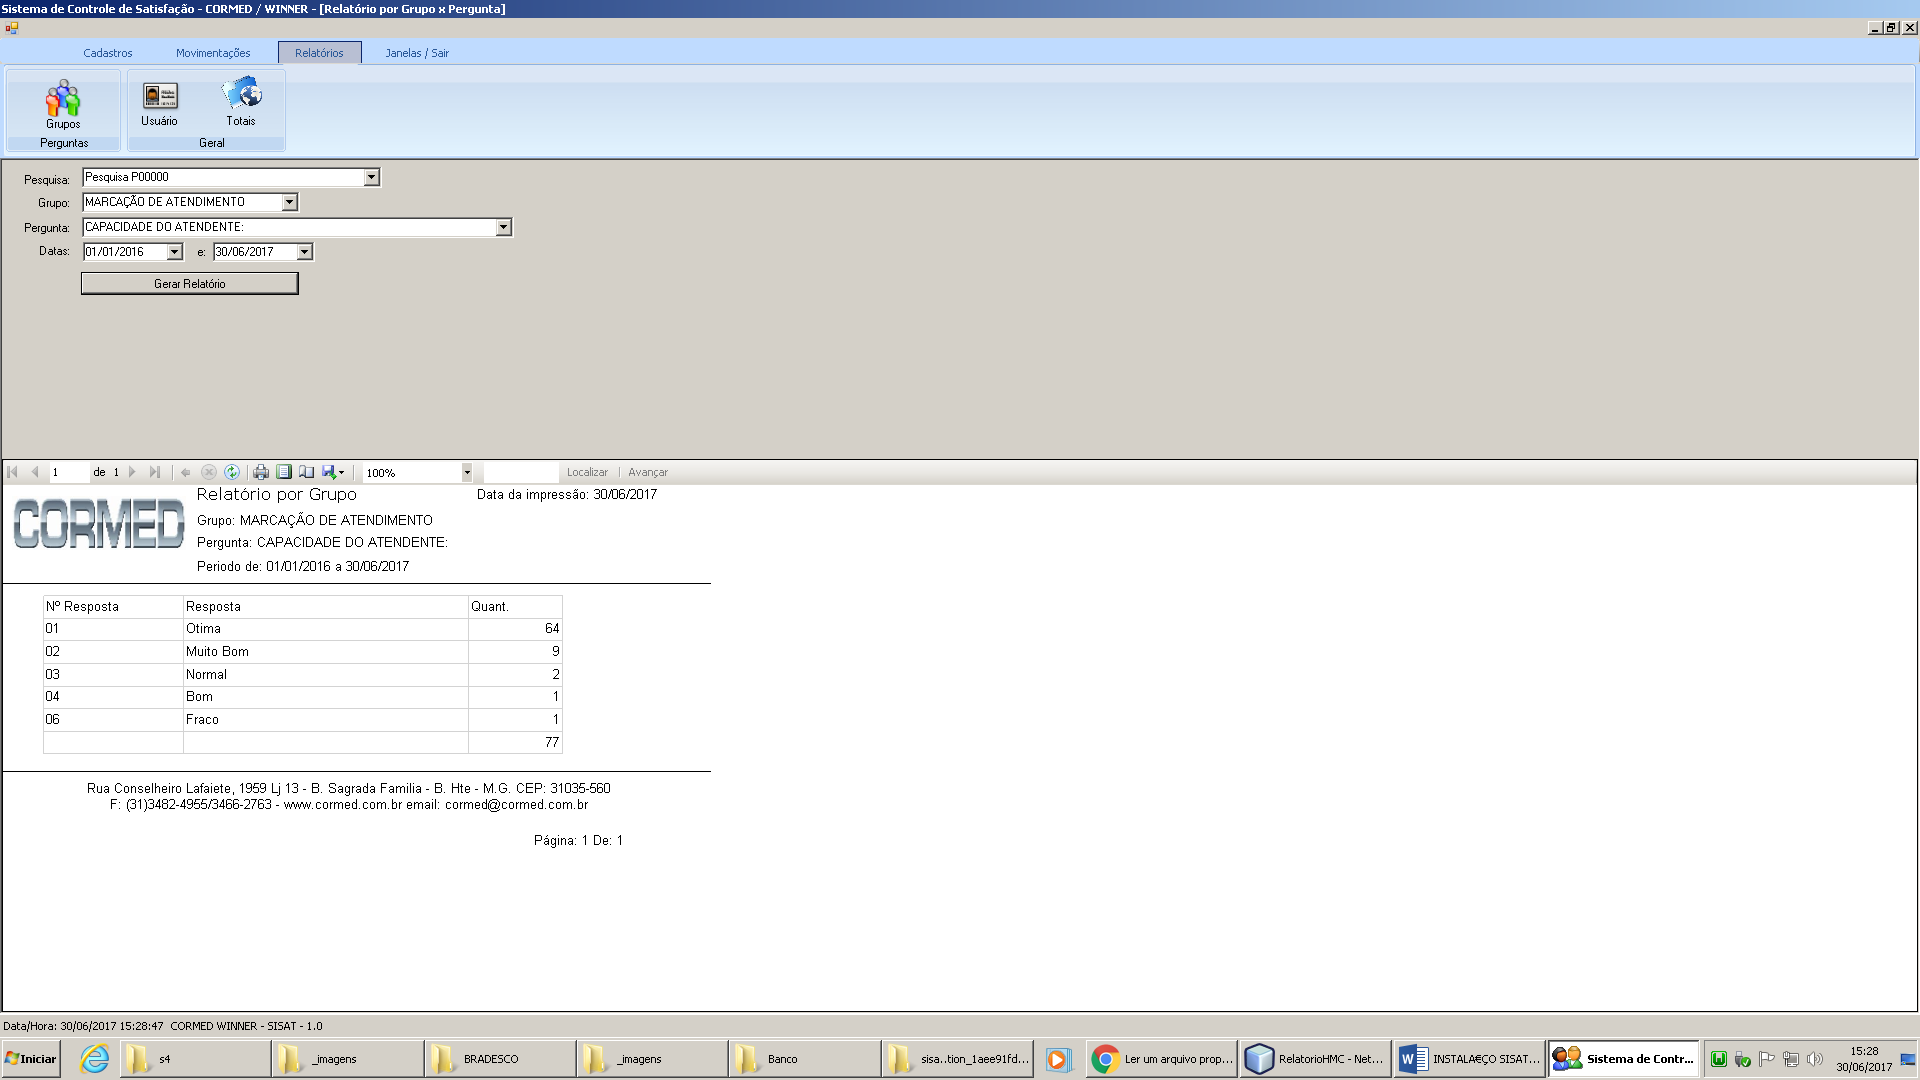 Sistema de Controle de Satisfação - CORMED / WINNER - [Relatório por Grupo x Pergunta]
Cadastros Movimentações Relatórios Janelas / Sair
Grupos Usuário Totais
Perguntas Geral
Pesquisa: Pesquisa P00000
Grupo: MARCAÇÃO DE ATENDIMENTO
Pergunta: CAPACIDADE DO ATENDENTE:
Datas: 01/01/2016 e: 30/06/2017
Gerar Relatório
1 de 1 100% Localizar | Avançar
CORMED
Relatório por Grupo Data da impressão: 30/06/2017
Grupo: MARCAÇÃO DE ATENDIMENTO
Pergunta: CAPACIDADE DO ATENDENTE:
Periodo de: 01/01/2016 a 30/06/2017
Nº Resposta Resposta Quant.
01 Otima 64
02 Muito Bom 9
03 Normal 2
04 Bom 1
06 Fraco 1
77
Rua Conselheiro Lafaiete, 1959 Lj 13 - B. Sagrada Familia - B. Hte - M.G. CEP: 31035-560
F: (31)3482-4955/3466-2763 - www.cormed.com.br email: cormed@cormed.com.br
Página: 1 De: 1
Data/Hora: 30/06/2017 15:28:47 CORMED WINNER - SISAT - 1.0
Iniciar s4 _imagens BRADESCO _imagens Banco sisa...tion_1aee91fd... Ler um arquivo prop... RelatorioHMC - Net... INSTALA€ÇO SISAT... Sistema de Contr... 15:28
30/06/2017